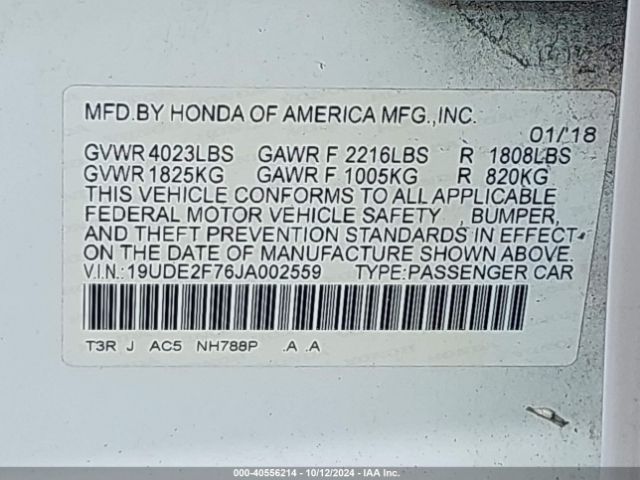 MFD.BY HONDA OF AMERICA MFG.,INC.
01/'18
GVWR 4023LBS GAWR F 2216LBS R 1808LBS
GVWR 1825KG GAWR F 1005KG R 820KG
THIS VEHICLE CONFORMS TO ALL APPLICABLE
FEDERAL MOTOR VEHICLE SAFETY , BUMPER,
AND THEFT PREVENTION STANDARDS IN EFFECT
ON THE DATE OF MANUFACTURE SHOWN ABOVE.
V.I.N.:19UDE2F76JA002559 TYPE:PASSENGER CAR
T3R J AC5 NH788P .A .A
000-40556214 - 10/12/2024 - IAA Inc.